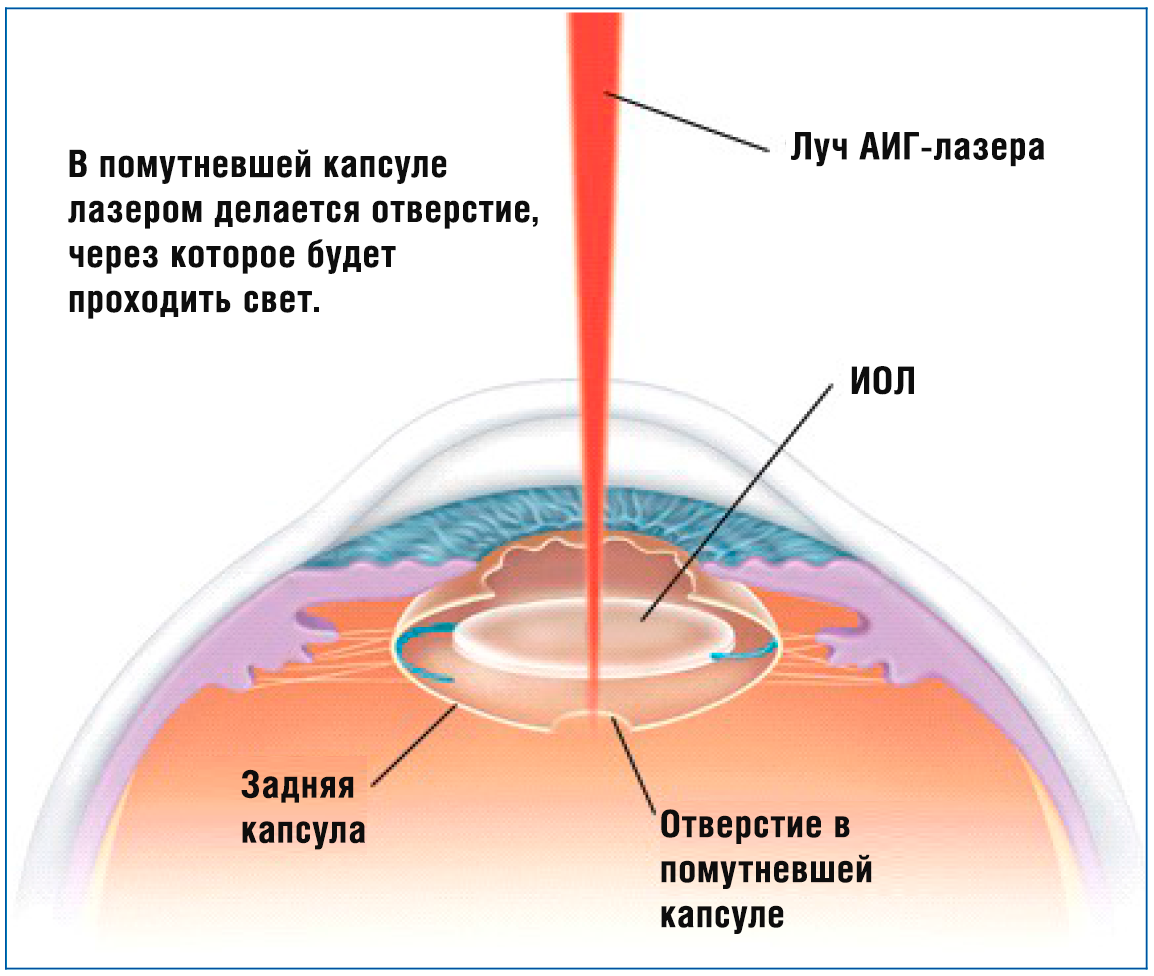 В помутневшей капсуле
лазером делается отверстие,
через которое будет
проходить свет.
Луч АИГ-лазера
ИОЛ
Задняя
капсула
Отверстие в
помутневшей
капсуле